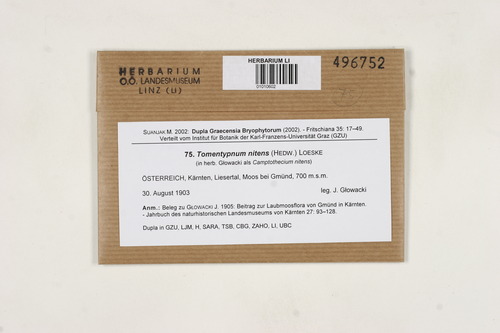 HERBARIUM
O.Ö. LANDESMUSEUM
LINZ (LI)
HERBARIUM LI
01010602
496752
SUANJAK M. 2002: Dupla Graecensia Bryophytorum (2002). - Fritschiana 35: 17–49.
Verteilt vom Institut für Botanik der Karl-Franzens-Universität Graz (GZU)
75. Tomentypnum nitens (HEDW.) LOESKE
(in herb. Głowacki als Camptothecium nitens)
ÖSTERREICH, Kärnten, Liesertal, Moos bei Gmünd, 700 m.s.m.
30. August 1903 leg. J. Głowacki
Anm.: Beleg zu GŁOWACKI J. 1905: Beitrag zur Laubmoosflora von Gmünd in Kärnten.
- Jahrbuch des naturhistorischen Landesmuseums von Kärnten 27: 93–128.
Dupla in GZU, LJM, H, SARA, TSB, CBG, ZAHO, LI, UBC